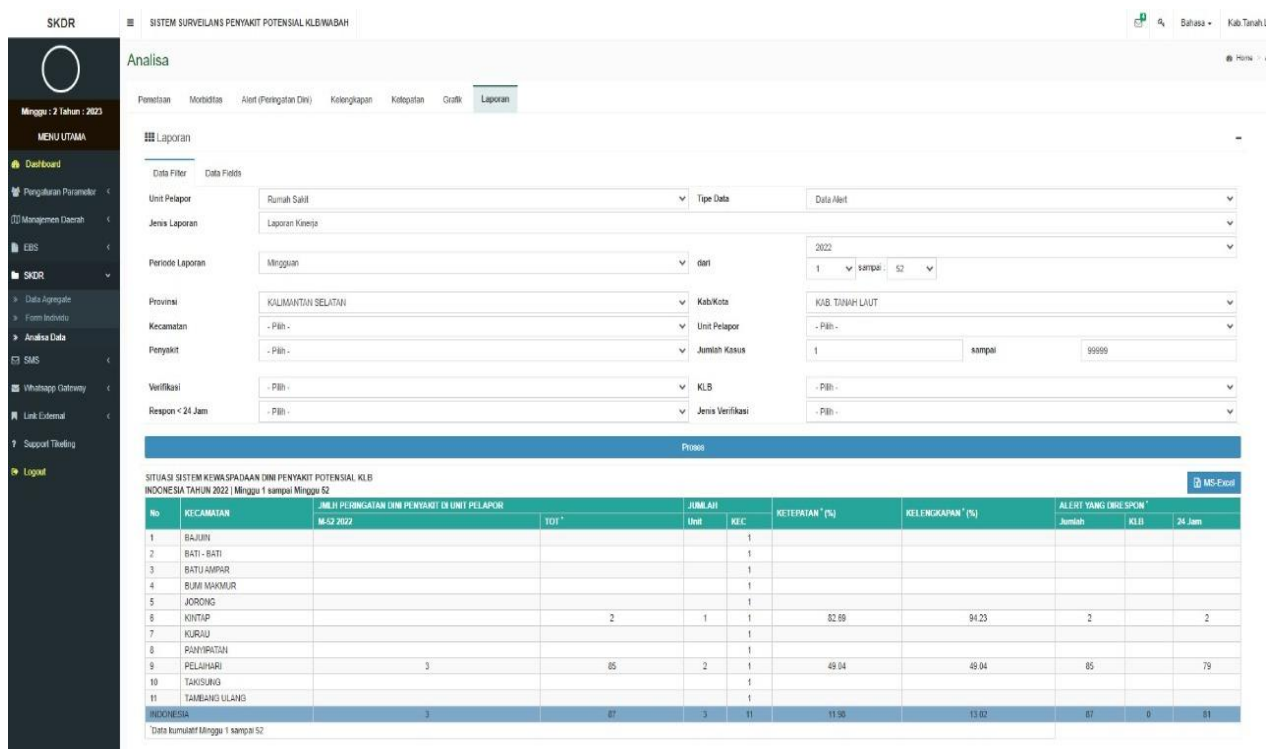 SKDR
SISTEM SURVEILANS PENYAKIT POTENSIAL KLB/WABAH
Bahasa
Kab.Tanah.L
Analisa
Home
Minggu : 2 Tahun : 2023
MENU UTAMA
Dashboard
Pengaturan Parameter
Manajemen Daerah
EBS
SKDR
Data Agregate
Form Individu
Analisa Data
SMS
Whatsapp Gateway
Link External
Support Tiketing
Logout
Pemetaan Morbiditas Alert (Peringatan Dini) Kelengkapan Ketepatan Grafik Laporan
Laporan
Data Filter Data Fields
Unit Pelapor Rumah Sakit Tipe Data Data Alert
Jenis Laporan Laporan Kinerja
2022
Periode Laporan Mingguan dari 1 sampai : 52
Provinsi KALIMANTAN SELATAN Kab/Kota KAB. TANAH LAUT
Kecamatan - Pilih - Unit Pelapor - Pilih -
Penyakit - Pilih - Jumlah Kasus 1 sampai 99999
Verifikasi - Pilih - KLB - Pilih -
Respon < 24 Jam - Pilih - Jenis Verifikasi - Pilih -
Proses
SITUASI SISTEM KEWASPADAAN DINI PENYAKIT POTENSIAL KLB
INDONESIA TAHUN 2022 | Minggu 1 sampai Minggu 52
MS-Excel
No KECAMATAN JMLH PERINGATAN DINI PENYAKIT DI UNIT PELAPOR JUMLAH KETEPATAN * (%) KELENGKAPAN * (%) ALERT YANG DIRESPON *
M-52 2022 TOT * Unit KEC Jumlah KLB 24 Jam
1 BAJUIN 1
2 BATI - BATI 1
3 BATU AMPAR 1
4 BUMI MAKMUR 1
5 JORONG 1
6 KINTAP 2 1 1 82.69 94.23 2 2
7 KURAU 1
8 PANYIPATAN 1
9 PELAIHARI 3 85 2 1 49.04 49.04 85 79
10 TAKISUNG 1
11 TAMBANG ULANG 1
INDONESIA 3 87 3 11 11.98 13.02 87 0 81
*Data kumulatif Minggu 1 sampai 52